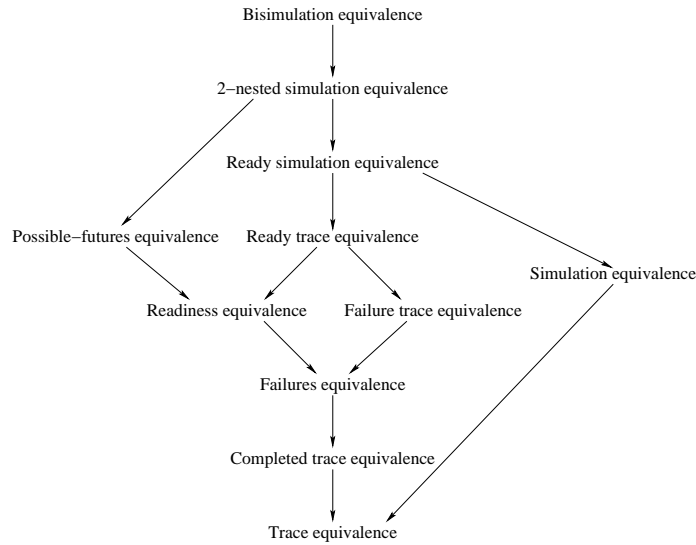 Bisimulation equivalence
2−nested simulation equivalence
Ready simulation equivalence
Possible−futures equivalence
Ready trace equivalence
Simulation equivalence
Readiness equivalence
Failure trace equivalence
Failures equivalence
Completed trace equivalence
Trace equivalence